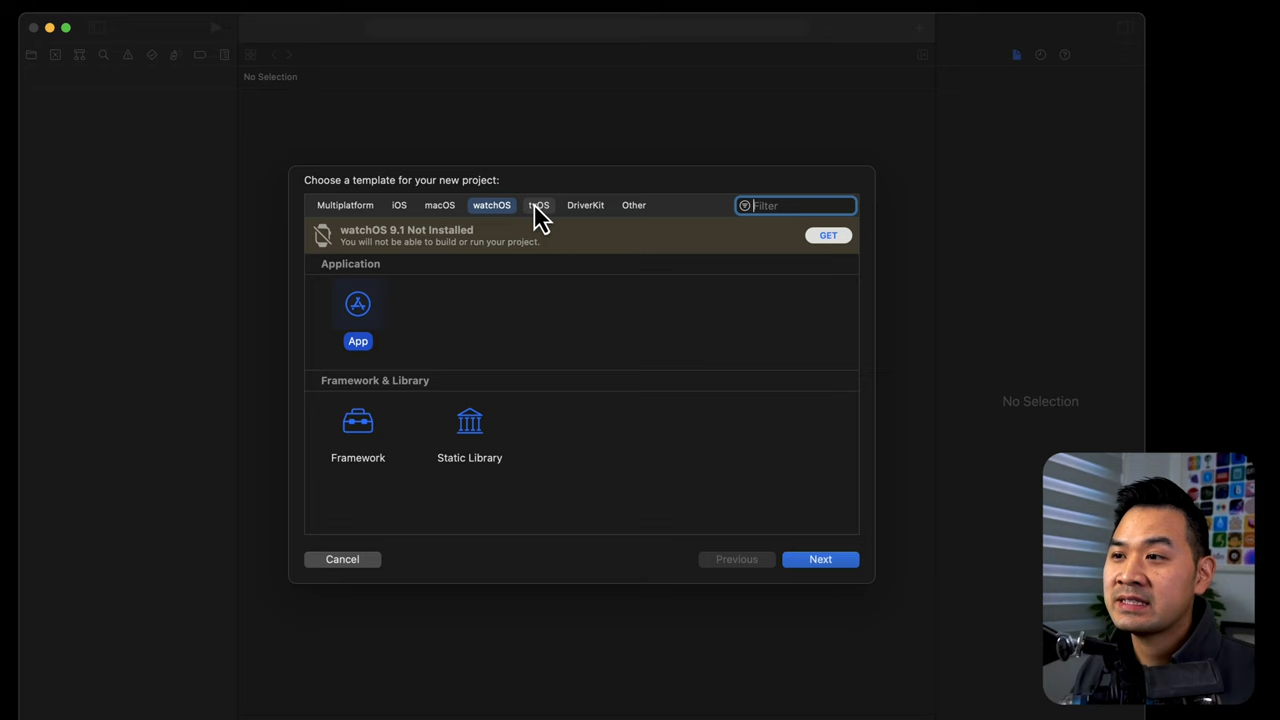 No Selection
Choose a template for your new project:
Multiplatform iOS macOS watchOS tvOS DriverKit Other Filter
watchOS 9.1 Not Installed
You will not be able to build or run your project.
GET
Application
App
Framework & Library
No Selection
Framework Static Library
Cancel Previous Next